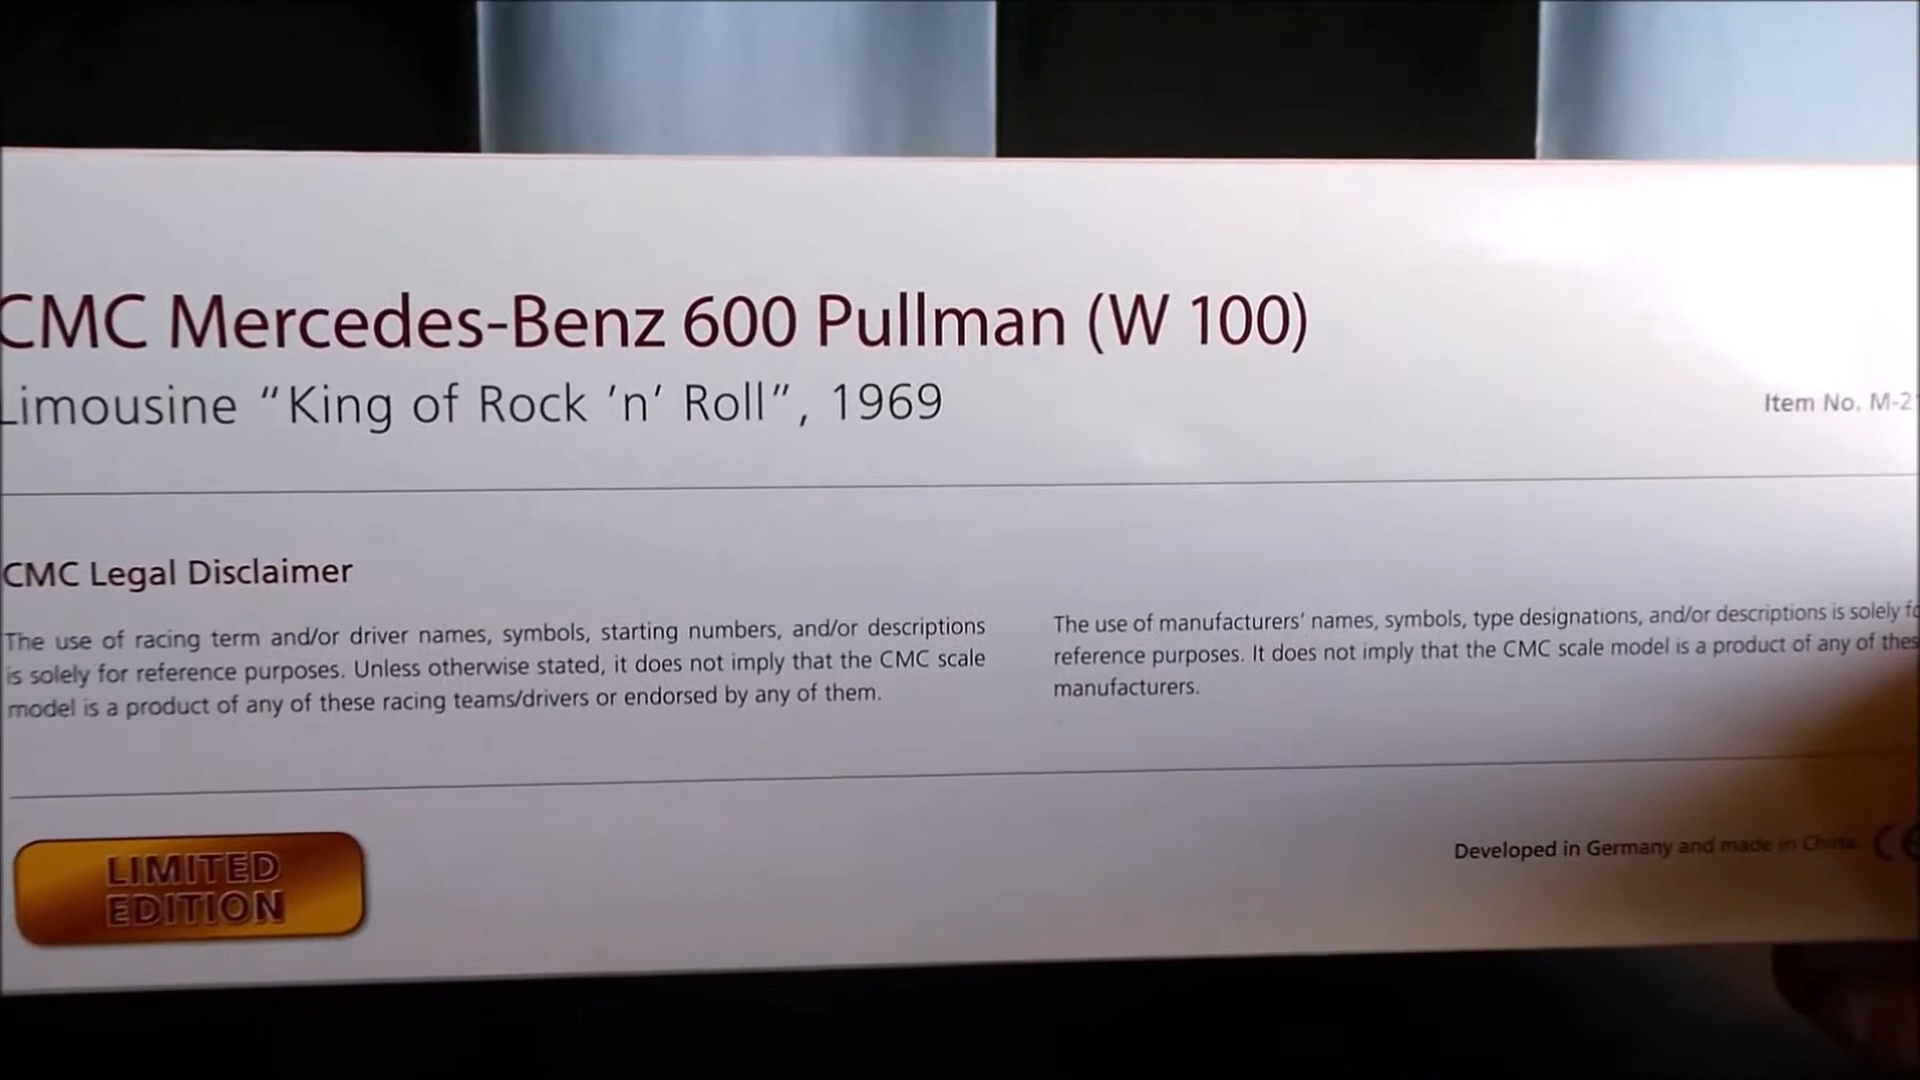 CMC Mercedes-Benz 600 Pullman (W 100)
Limousine “King of Rock ’n’ Roll”, 1969
Item No. M-2
CMC Legal Disclaimer
The use of racing term and/or driver names, symbols, starting numbers, and/or descriptions
is solely for reference purposes. Unless otherwise stated, it does not imply that the CMC scale
model is a product of any of these racing teams/drivers or endorsed by any of them.
The use of manufacturers’ names, symbols, type designations, and/or descriptions is solely
reference purposes. It does not imply that the CMC scale model is a product of any of thes
manufacturers.
LIMITED
EDITION
Developed in Germany and made in China. CE